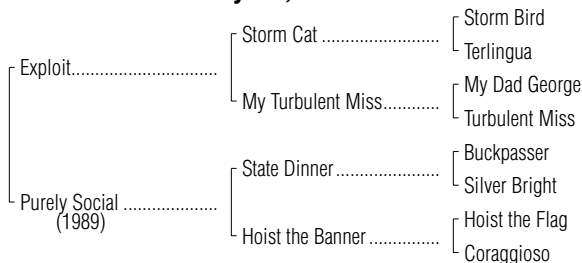 Storm Bird
Storm Cat ..............................
Terlingua
Exploit.....................................
My Dad George
My Turbulent Miss..............
Turbulent Miss
Buckpasser
State Dinner ..........................
Silver Bright
Purely Social ........................
(1989)
Hoist the Flag
Hoist the Banner ..................
Coraggioso